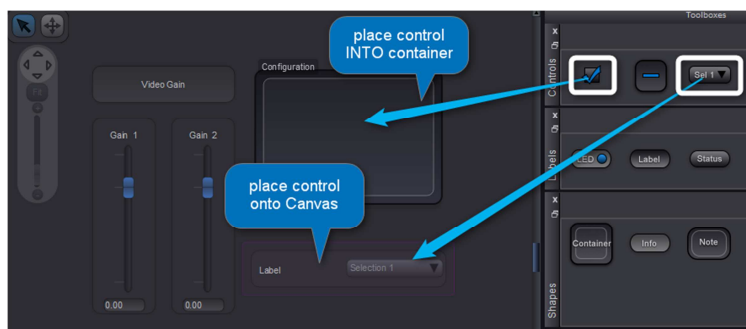 Toolboxes
place control
INTO container
Configuration
Controls
Sel 1
Video Gain
Gain 1
Gain 2
Labels
LED
Label
Status
place control
onto Canvas
Label
Selection 1
Shapes
Container
Info
Note
0.00
0.00